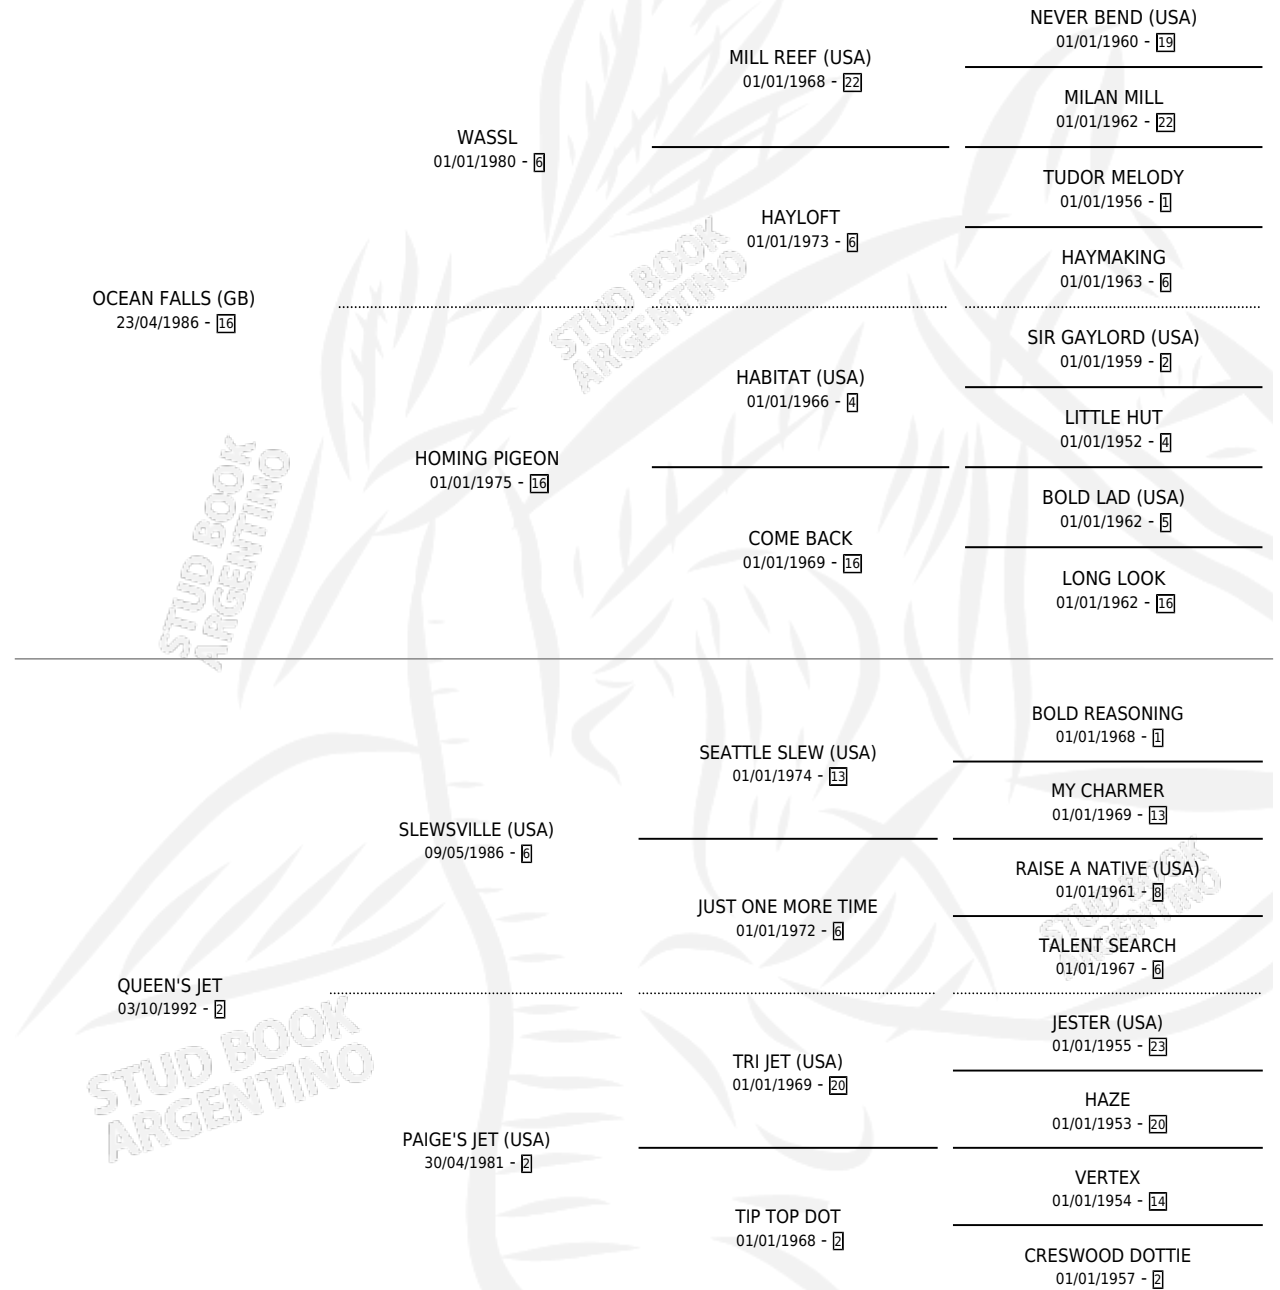 NEVER BEND (USA)
01/01/1960 - 19
MILL REEF (USA)
01/01/1968 - 22
MILAN MILL
01/01/1962 - 22
WASSL
01/01/1980 - 6
TUDOR MELODY
01/01/1956 - 1
HAYLOFT
01/01/1973 - 6
HAYMAKING
01/01/1963 - 6
OCEAN FALLS (GB)
23/04/1986 - 16
SIR GAYLORD (USA)
01/01/1959 - 2
HABITAT (USA)
01/01/1966 - 4
LITTLE HUT
01/01/1952 - 4
HOMING PIGEON
01/01/1975 - 16
BOLD LAD (USA)
01/01/1962 - 5
COME BACK
01/01/1969 - 16
LONG LOOK
01/01/1962 - 16
BOLD REASONING
01/01/1968 - 1
SEATTLE SLEW (USA)
01/01/1974 - 13
MY CHARMER
01/01/1969 - 13
SLEWSVILLE (USA)
09/05/1986 - 6
RAISE A NATIVE (USA)
01/01/1961 - 8
JUST ONE MORE TIME
01/01/1972 - 6
TALENT SEARCH
01/01/1967 - 6
QUEEN'S JET
03/10/1992 - 2
JESTER (USA)
01/01/1955 - 23
TRI JET (USA)
01/01/1969 - 20
HAZE
01/01/1953 - 20
PAIGE'S JET (USA)
30/04/1981 - 2
VERTEX
01/01/1954 - 14
TIP TOP DOT
01/01/1968 - 2
CRESWOOD DOTTIE
01/01/1957 - 2
STUD BOOK
ARGENTINO
STUD BOOK
ARGENTINO
STUD BOOK
ARGENTINO
STUD BOOK
ARGENTINO